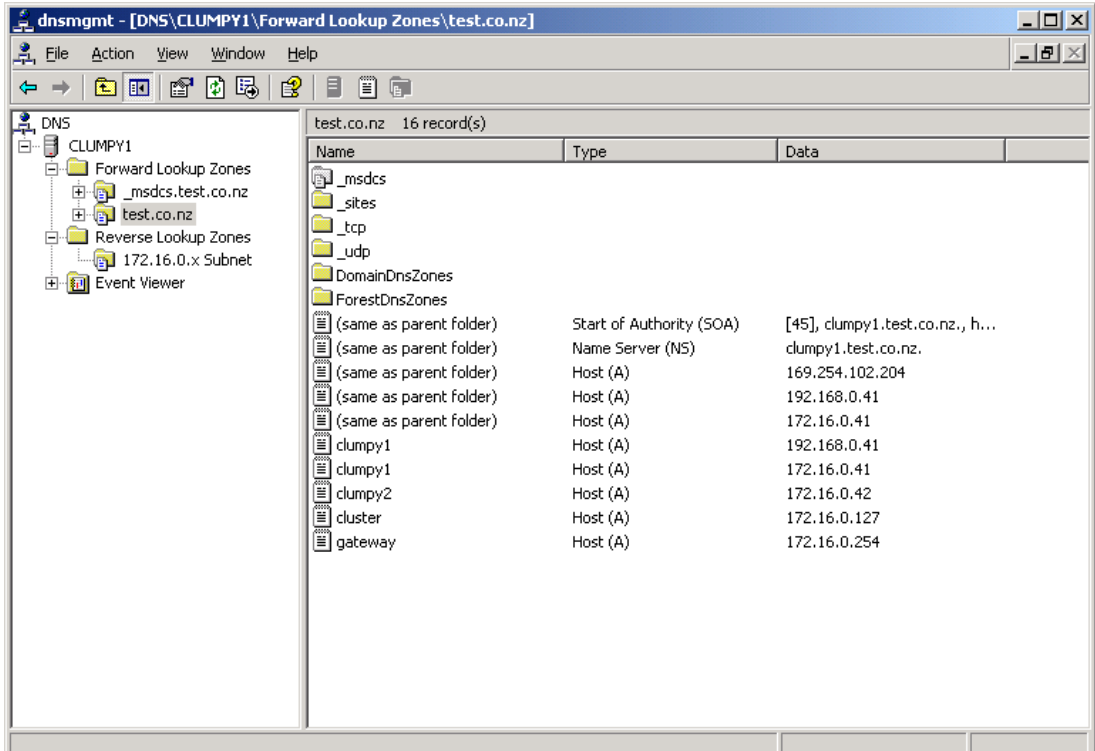 dnsmgmt - [DNS\CLUMPY1\Forward Lookup Zones\test.co.nz]
File Action View Window Help
DNS
CLUMPY1
Forward Lookup Zones
_msdcs.test.co.nz
test.co.nz
Reverse Lookup Zones
172.16.0.x Subnet
Event Viewer
test.co.nz 16 record(s)
Name Type Data
_msdcs
_sites
_tcp
_udp
DomainDnsZones
ForestDnsZones
(same as parent folder) Start of Authority (SOA) [45], clumpy1.test.co.nz., h...
(same as parent folder) Name Server (NS) clumpy1.test.co.nz.
(same as parent folder) Host (A) 169.254.102.204
(same as parent folder) Host (A) 192.168.0.41
(same as parent folder) Host (A) 172.16.0.41
clumpy1 Host (A) 192.168.0.41
clumpy1 Host (A) 172.16.0.41
clumpy2 Host (A) 172.16.0.42
cluster Host (A) 172.16.0.127
gateway Host (A) 172.16.0.254